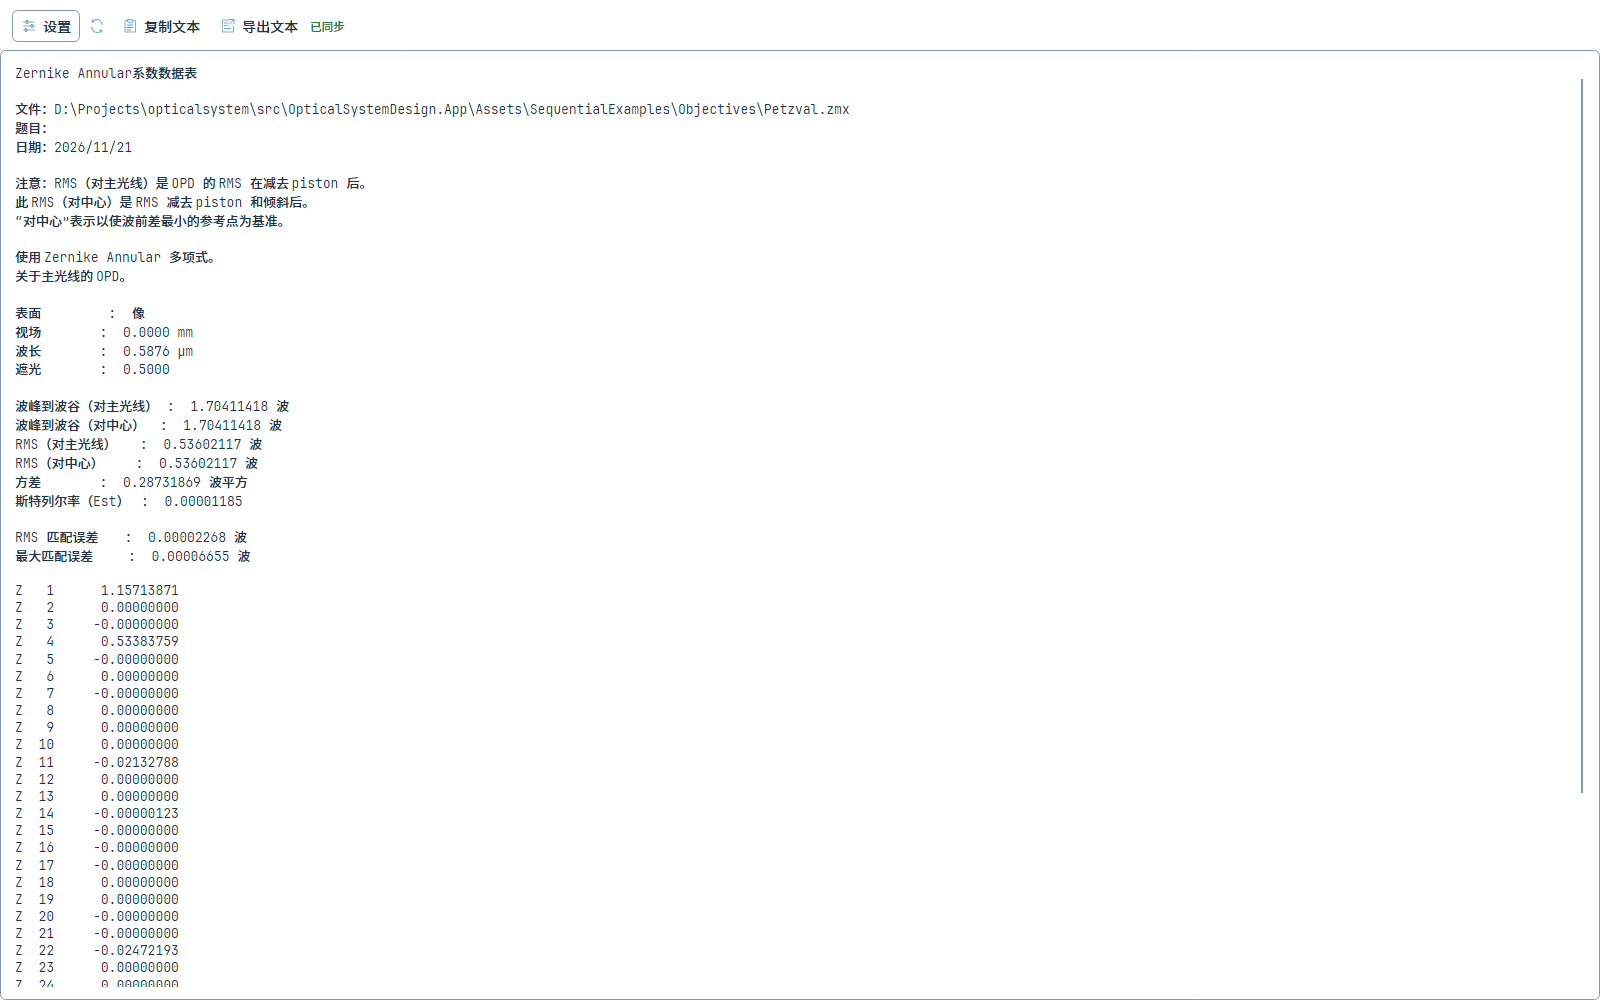 设置 复制文本 导出文本 已同步
Zernike Annular系数数据表
文件：D:\Projects\opticalsystem\src\OpticalSystemDesign.App\Assets\SequentialExamples\Objectives\Petzval.zmx
题目：
日期：2026/11/21
注意：RMS（对主光线）是 OPD 的 RMS 在减去 piston 后。
此 RMS（对中心）是 RMS 减去 piston 和倾斜后。
“对中心”表示以使波前差最小的参考点为基准。
使用 Zernike Annular 多项式。
关于主光线的 OPD。
表面 : 像
视场 : 0.0000 mm
波长 : 0.5876 µm
遮光 : 0.5000
波峰到波谷（对主光线） : 1.70411418 波
波峰到波谷（对中心） : 1.70411418 波
RMS（对主光线） : 0.53602117 波
RMS（对中心） : 0.53602117 波
方差 : 0.28731869 波平方
斯特列尔率（Est） : 0.00001185
RMS 匹配误差 : 0.00002268 波
最大匹配误差 : 0.00006655 波
Z 1 1.15713871
Z 2 0.00000000
Z 3 -0.00000000
Z 4 0.53383759
Z 5 -0.00000000
Z 6 0.00000000
Z 7 -0.00000000
Z 8 0.00000000
Z 9 0.00000000
Z 10 0.00000000
Z 11 -0.02132788
Z 12 0.00000000
Z 13 0.00000000
Z 14 -0.00000123
Z 15 -0.00000000
Z 16 -0.00000000
Z 17 -0.00000000
Z 18 0.00000000
Z 19 0.00000000
Z 20 -0.00000000
Z 21 -0.00000000
Z 22 -0.02472193
Z 23 0.00000000
Z 24 0.00000000